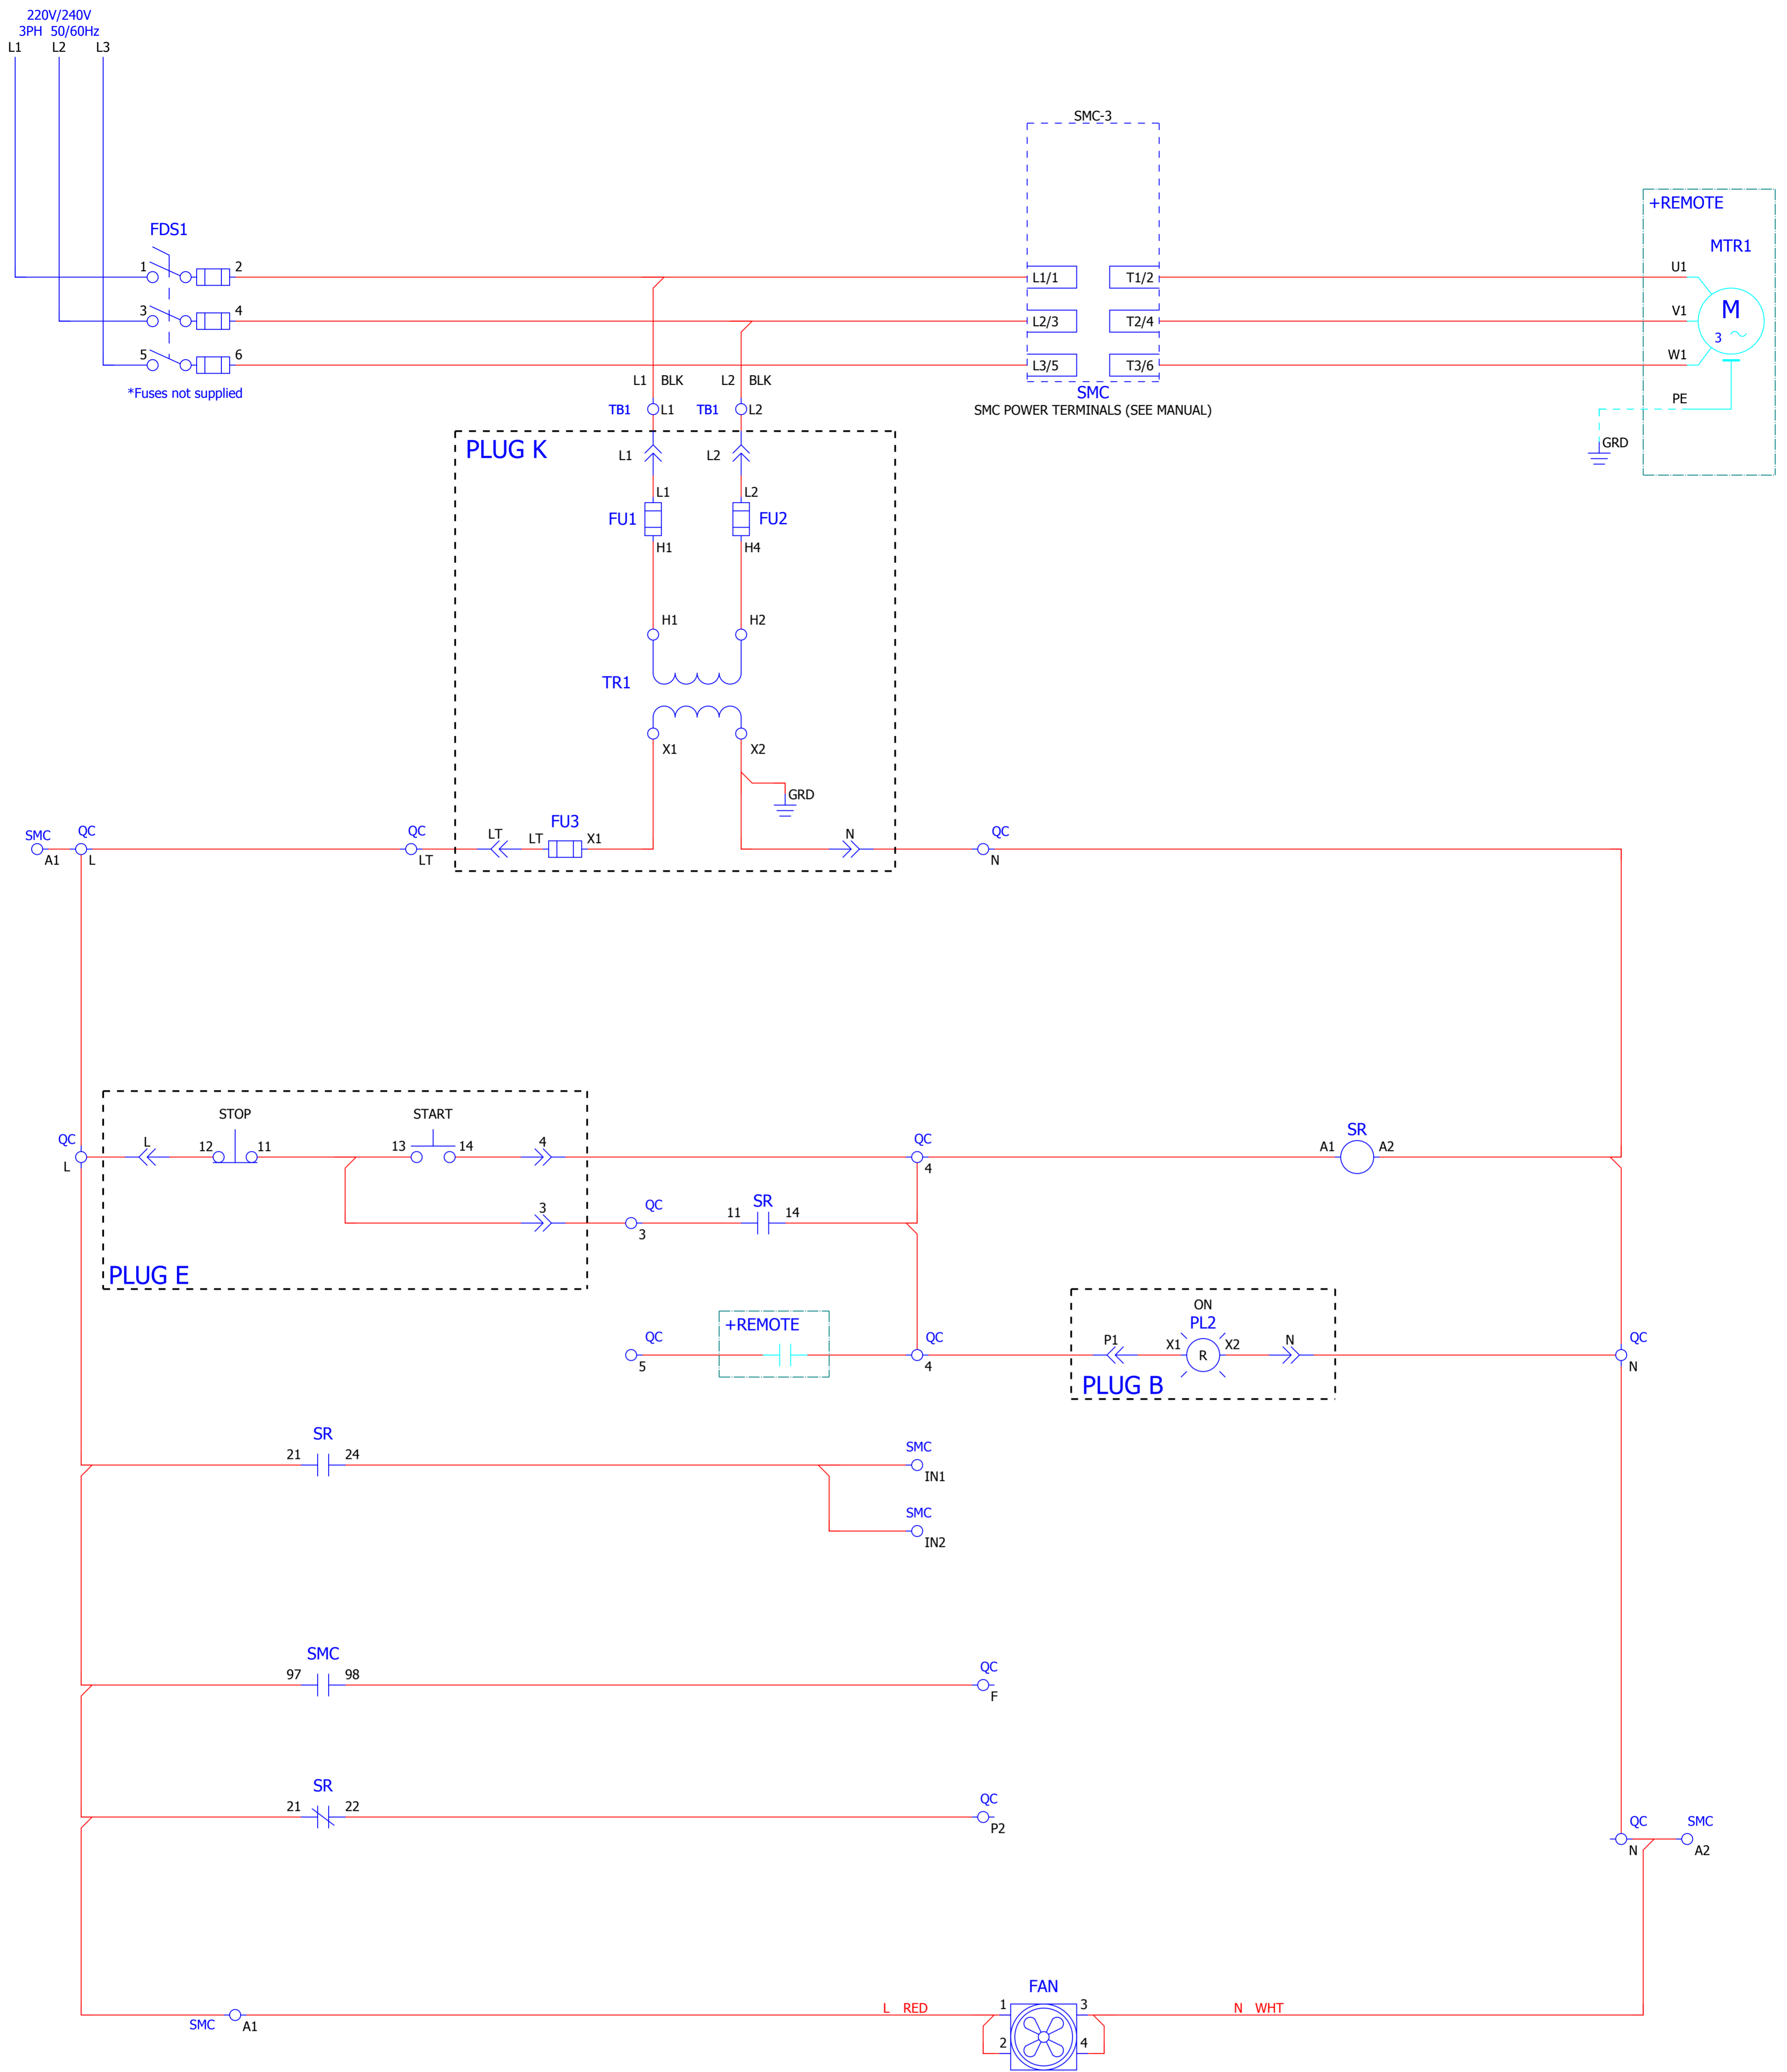 220V/240V
3PH 50/60Hz
L1 L2 L3
SMC-3
+REMOTE
FDS1
MTR1
1 2 L1/1 T1/2 U1
3 4 L2/3 T2/4 V1 M
3
5 6 L3/5 T3/6 W1
*Fuses not supplied
L1 BLK L2 BLK
SMC
SMC POWER TERMINALS (SEE MANUAL)
PE
GRD
TB1 L1 TB1 L2
PLUG K
L1 L2
L1 L2
FU1 FU2
H1 H4
H1 H2
TR1
X1 X2
GRD
FU3
SMC QC QC LT LT X1 N QC
A1 L LT N
STOP START
QC L 12 11 13 14 4 QC SR A1 A2
L 4
3 QC 11 SR 14
3
PLUG E
ON
+REMOTE PL2
QC QC P1 X1 R X2 N QC
5 4 N
PLUG B
SR
21 24 SMC
IN1
SMC
IN2
SMC
97 98 QC
F
SR
21 22 QC
P2
QC SMC
N A2
FAN
L RED 1 3 N WHT
SMC A1
2 4